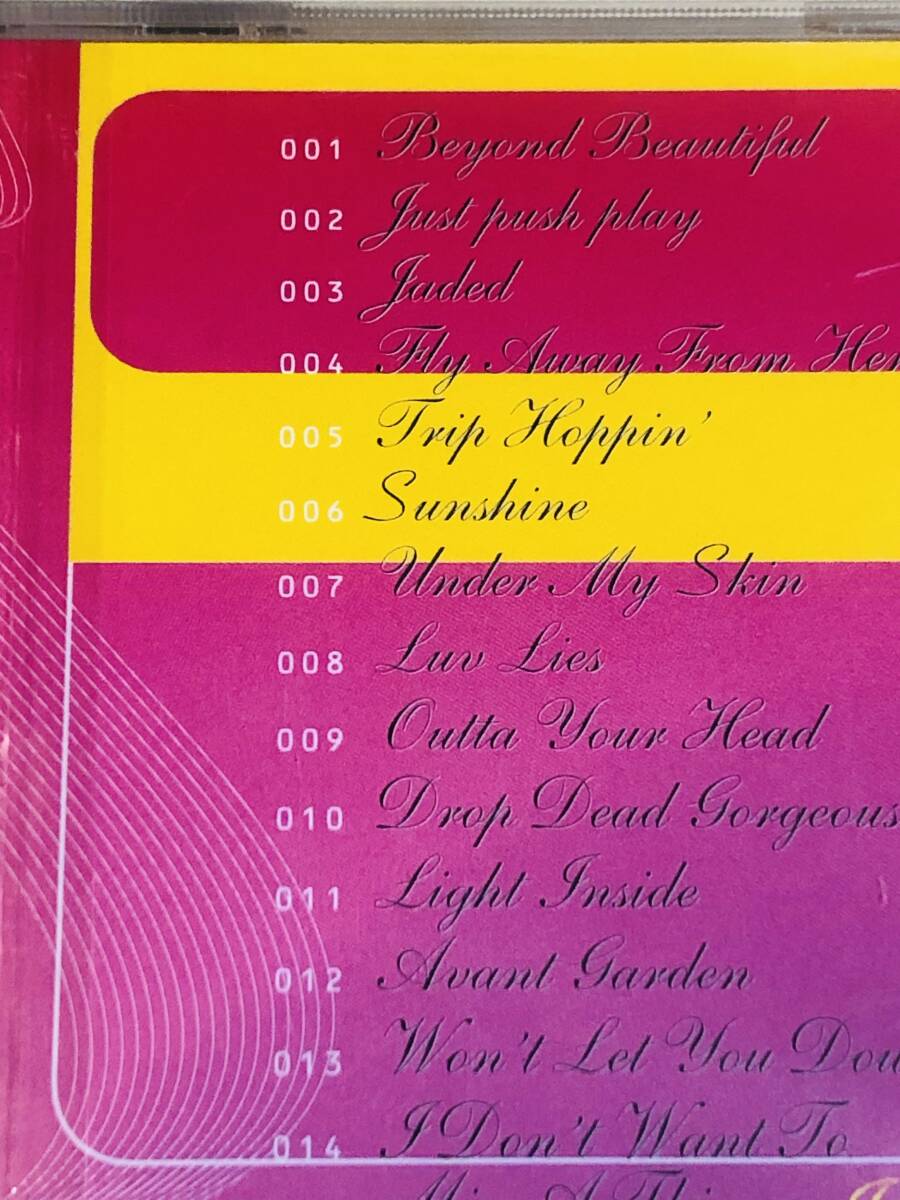 001 Beyond Beautiful
002 Just push play
003 Jaded
004 Fly Away From Her
005 Trip Hoppin'
006 Sunshine
007 Under My Skin
008 Luv Lies
009 Outta Your Head
010 Drop Dead Gorgeous
011 Light Inside
012 Avant Garden
013 Won't Let You Dow
014 I Don't Want To